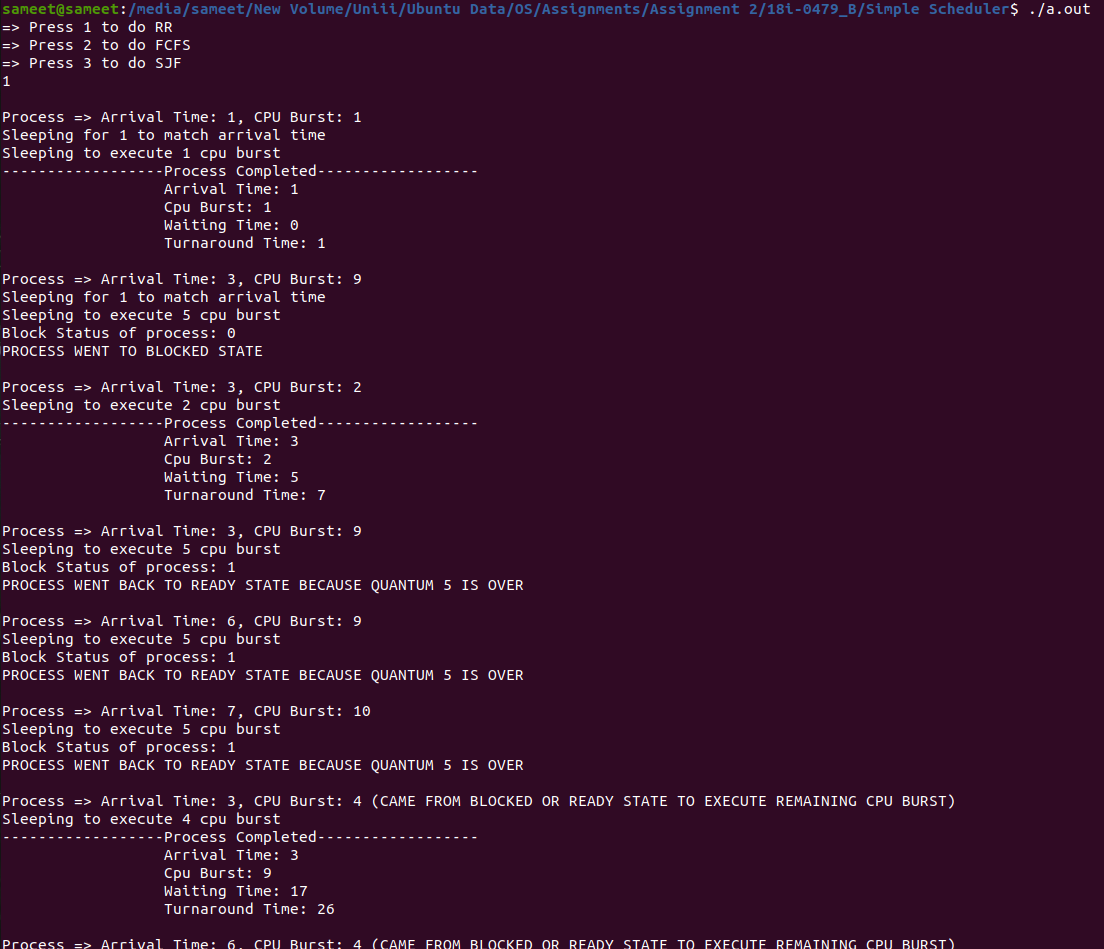 sameet@sameet:/media/sameet/New Volume/Uniii/Ubuntu Data/OS/Assignments/Assignment 2/18i-0479_B/Simple Scheduler$ ./a.out
=> Press 1 to do RR
=> Press 2 to do FCFS
=> Press 3 to do SJF
1
Process => Arrival Time: 1, CPU Burst: 1
Sleeping for 1 to match arrival time
Sleeping to execute 1 cpu burst
------------------Process Completed------------------
Arrival Time: 1
Cpu Burst: 1
Waiting Time: 0
Turnaround Time: 1
Process => Arrival Time: 3, CPU Burst: 9
Sleeping for 1 to match arrival time
Sleeping to execute 5 cpu burst
Block Status of process: 0
PROCESS WENT TO BLOCKED STATE
Process => Arrival Time: 3, CPU Burst: 2
Sleeping to execute 2 cpu burst
------------------Process Completed------------------
Arrival Time: 3
Cpu Burst: 2
Waiting Time: 5
Turnaround Time: 7
Process => Arrival Time: 3, CPU Burst: 9
Sleeping to execute 5 cpu burst
Block Status of process: 1
PROCESS WENT BACK TO READY STATE BECAUSE QUANTUM 5 IS OVER
Process => Arrival Time: 6, CPU Burst: 9
Sleeping to execute 5 cpu burst
Block Status of process: 1
PROCESS WENT BACK TO READY STATE BECAUSE QUANTUM 5 IS OVER
Process => Arrival Time: 7, CPU Burst: 10
Sleeping to execute 5 cpu burst
Block Status of process: 1
PROCESS WENT BACK TO READY STATE BECAUSE QUANTUM 5 IS OVER
Process => Arrival Time: 3, CPU Burst: 4 (CAME FROM BLOCKED OR READY STATE TO EXECUTE REMAINING CPU BURST)
Sleeping to execute 4 cpu burst
------------------Process Completed------------------
Arrival Time: 3
Cpu Burst: 9
Waiting Time: 17
Turnaround Time: 26
Process => Arrival Time: 6, CPU Burst: 4 (CAME FROM BLOCKED OR READY STATE TO EXECUTE REMAINING CPU BURST)